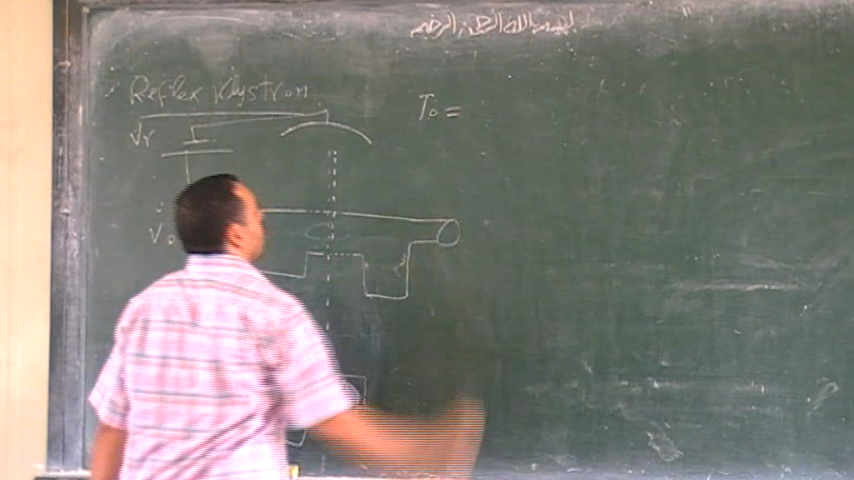 بسم الله الرحمن الرحيم
Reflex Klystron
T₀ =
Vr
V₀